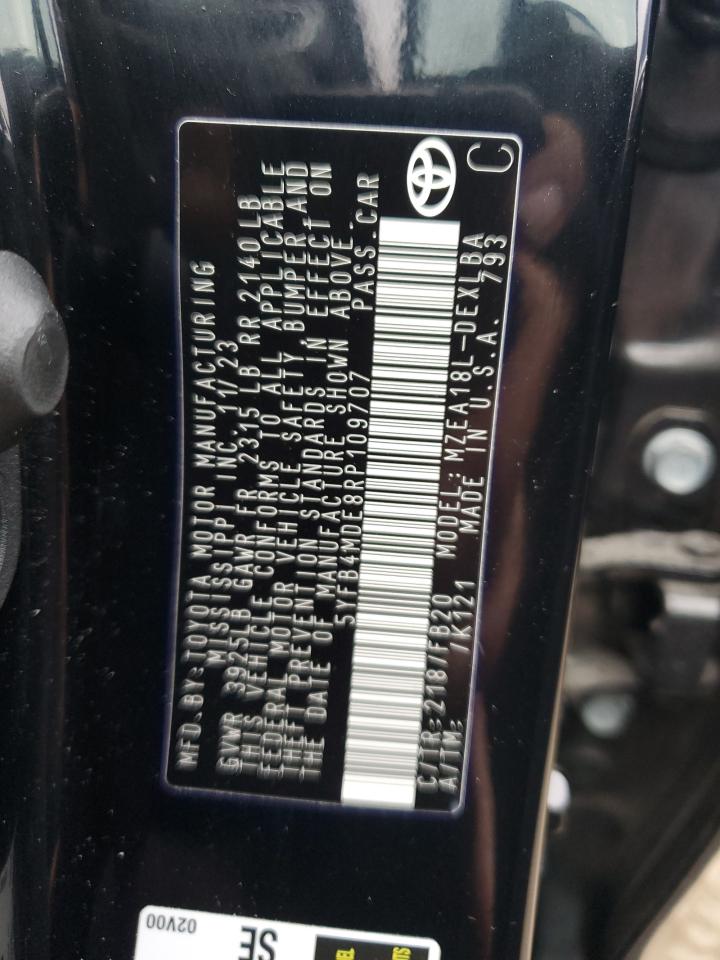 MFD. BY: TOYOTA MOTOR MANUFACTURING
MISSISSIPPI INC. 11/23
GVWR 3925LB GAWR FR 2315 LB RR 2140LB
THIS VEHICLE CONFORMS TO ALL APPLICABLE
FEDERAL MOTOR VEHICLE SAFETY, BUMPER AND
THEFT PREVENTION STANDARDS IN EFFECT ON
THE DATE OF MANUFACTURE SHOWN ABOVE.
5YFB4MDE8RP109707 PASS.CAR
C/TR: 2187/FB20 MODEL: MZEA18L-DEXLBA
A/TM: /K121 MADE IN U.S.A. 793
C
02V00
SE